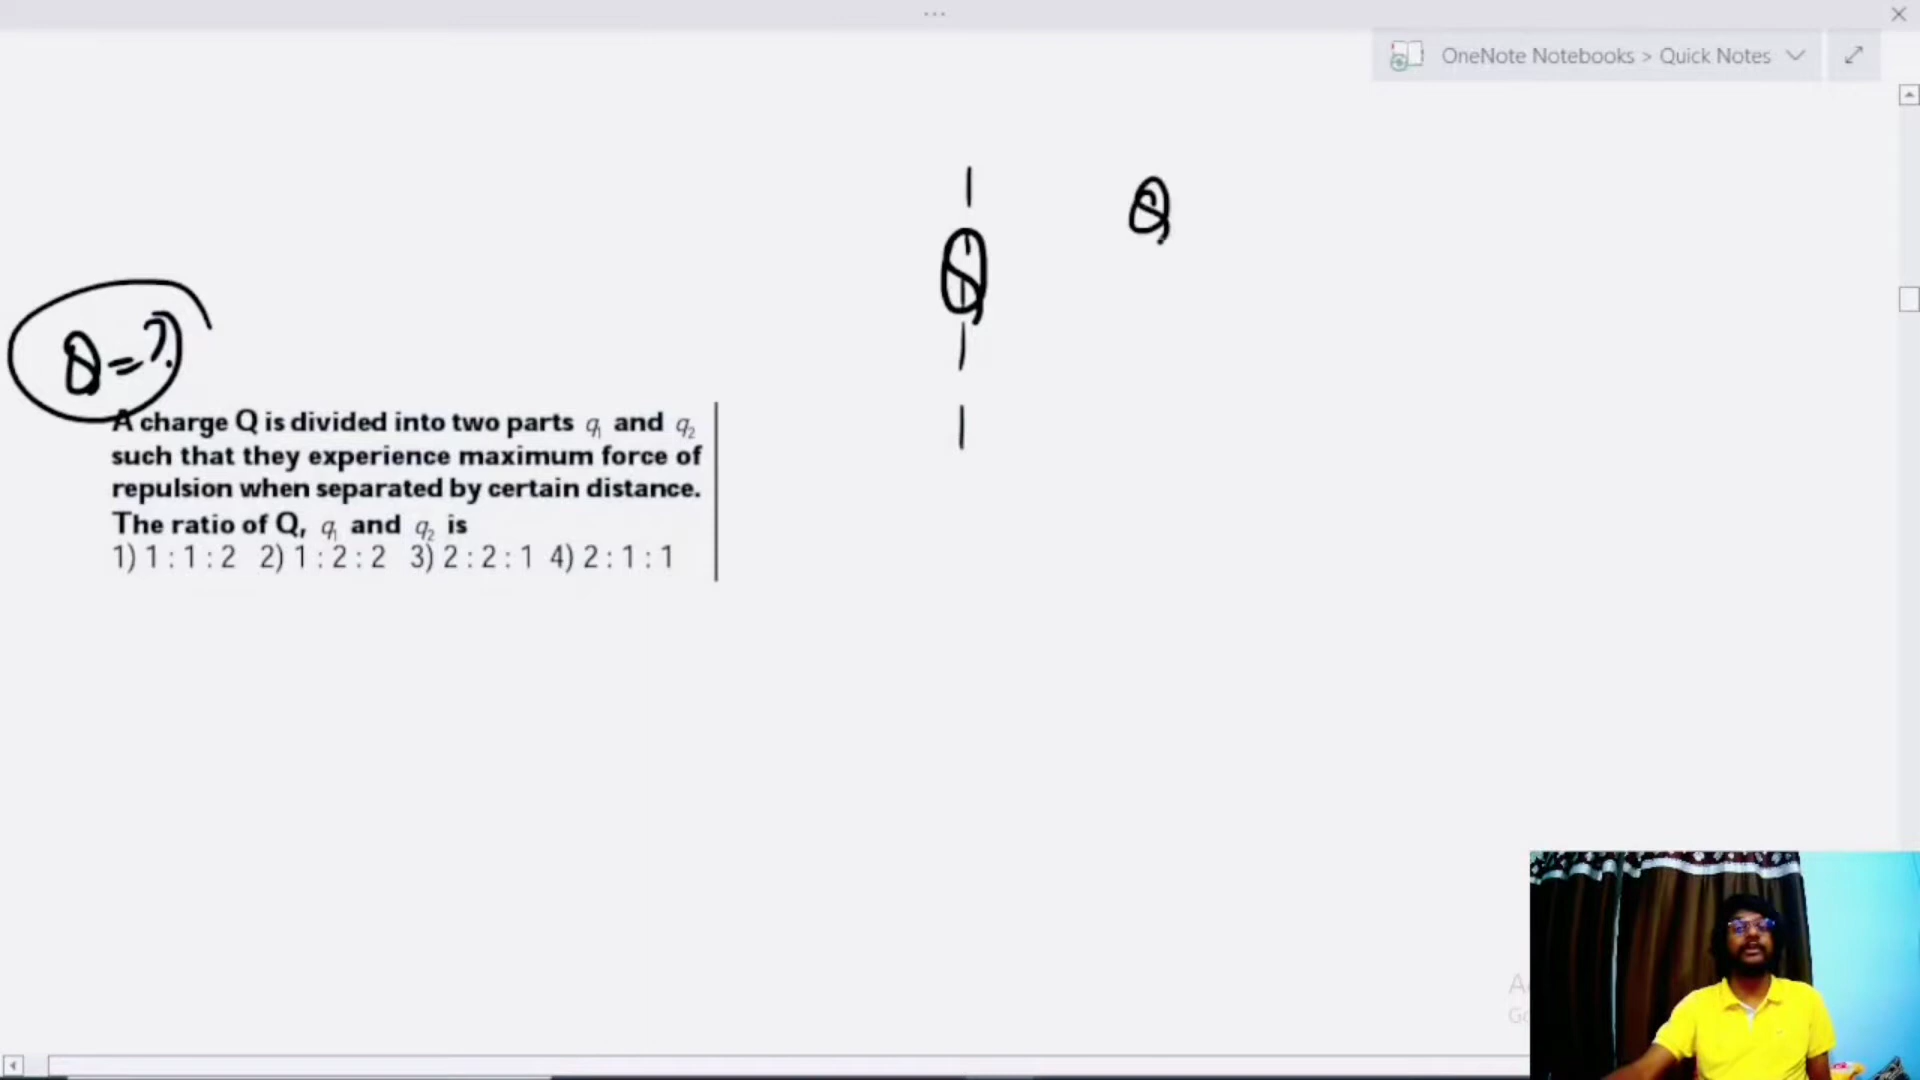 OneNote Notebooks > Quick Notes
Q
Q
Q = ?
A charge Q is divided into two parts q₁ and q₂
such that they experience maximum force of
repulsion when separated by certain distance.
The ratio of Q, q₁ and q₂ is
1) 1 : 1 : 2 2) 1 : 2 : 2 3) 2 : 2 : 1 4) 2 : 1 : 1